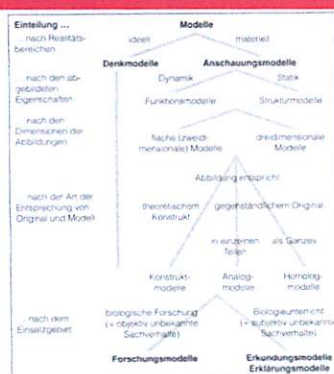 Einteilung ... Modelle
... nach Realitäts-
bereichen
ideell materiell
Denkmodelle Anschauungsmodelle
... nach den ab-
gebildeten
Eigenschaften
Dynamik Statik
Funktionsmodelle Strukturmodelle
... nach den
Dimensionen der
Abbildungen
flache (zweidi-
mensionale) Modelle
dreidimensionale
Modelle
Abbildung entspricht
... nach der Art der
Entsprechung von
Original und Modell
theoretischem
Konstrukt
gegenständlichem Original
in einzelnen
Teilen
als Ganzes
Konstrukt-
modelle
Analog-
modelle
Homolog-
modelle
... nach dem
Einsatzgebiet
biologische Forschung
(= objektiv unbekannte
Sachverhalte)
Biologieunterricht
(= subjektiv unbekannte
Sachverhalte)
Forschungsmodelle
Erkundungsmodelle
Erklärungsmodelle